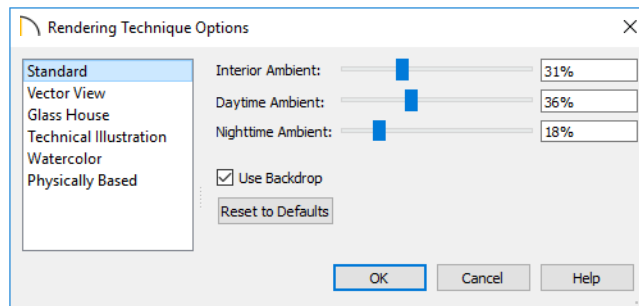 Rendering Technique Options
Standard
Vector View
Glass House
Technical Illustration
Watercolor
Physically Based
Interior Ambient: 31%
Daytime Ambient: 36%
Nighttime Ambient: 18%
Use Backdrop
Reset to Defaults
OK Cancel Help